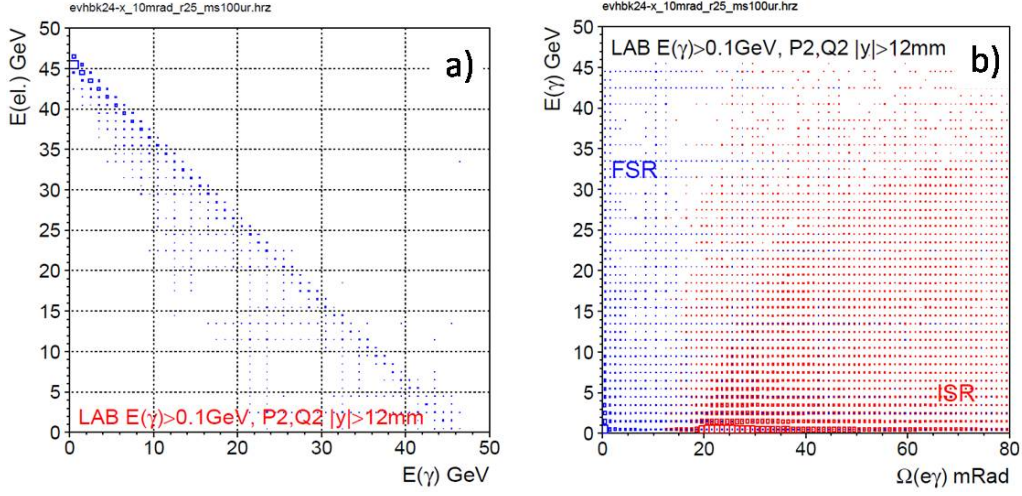 evhbk24-x_10mrad_r25_ms100ur.hrz
a)
E(el.) GeV
50
45
40
35
30
25
20
15
10
5
0
LAB E(γ)>0.1GeV, P2,Q2 |y|>12mm
0 10 20 30 40 50
E(γ) GeV
evhbk24-x_10mrad_r25_ms100ur.hrz
LAB E(γ)>0.1GeV, P2,Q2 |y|>12mm
b)
E(γ) GeV
50
45
40
35
30
25
20
15
10
5
0
FSR
ISR
0 20 40 60 80
Ω(eγ) mRad